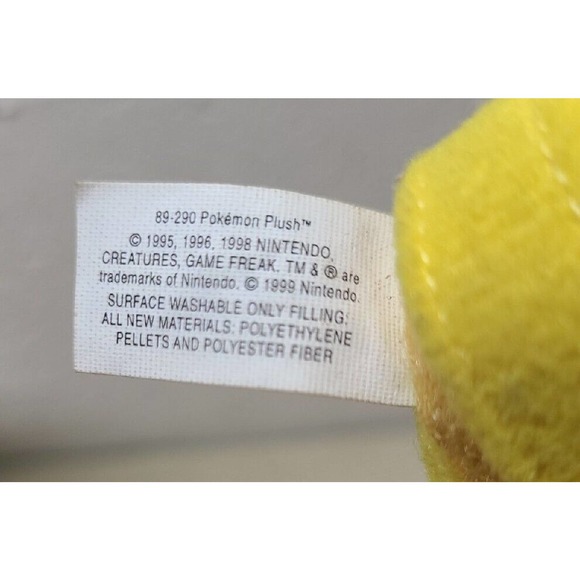 89-290 Pokémon Plush™
© 1995, 1996, 1998 NINTENDO,
CREATURES, GAME FREAK. TM & ® are
trademarks of Nintendo. © 1999 Nintendo.
SURFACE WASHABLE ONLY FILLING:
ALL NEW MATERIALS: POLYETHYLENE
PELLETS AND POLYESTER FIBER